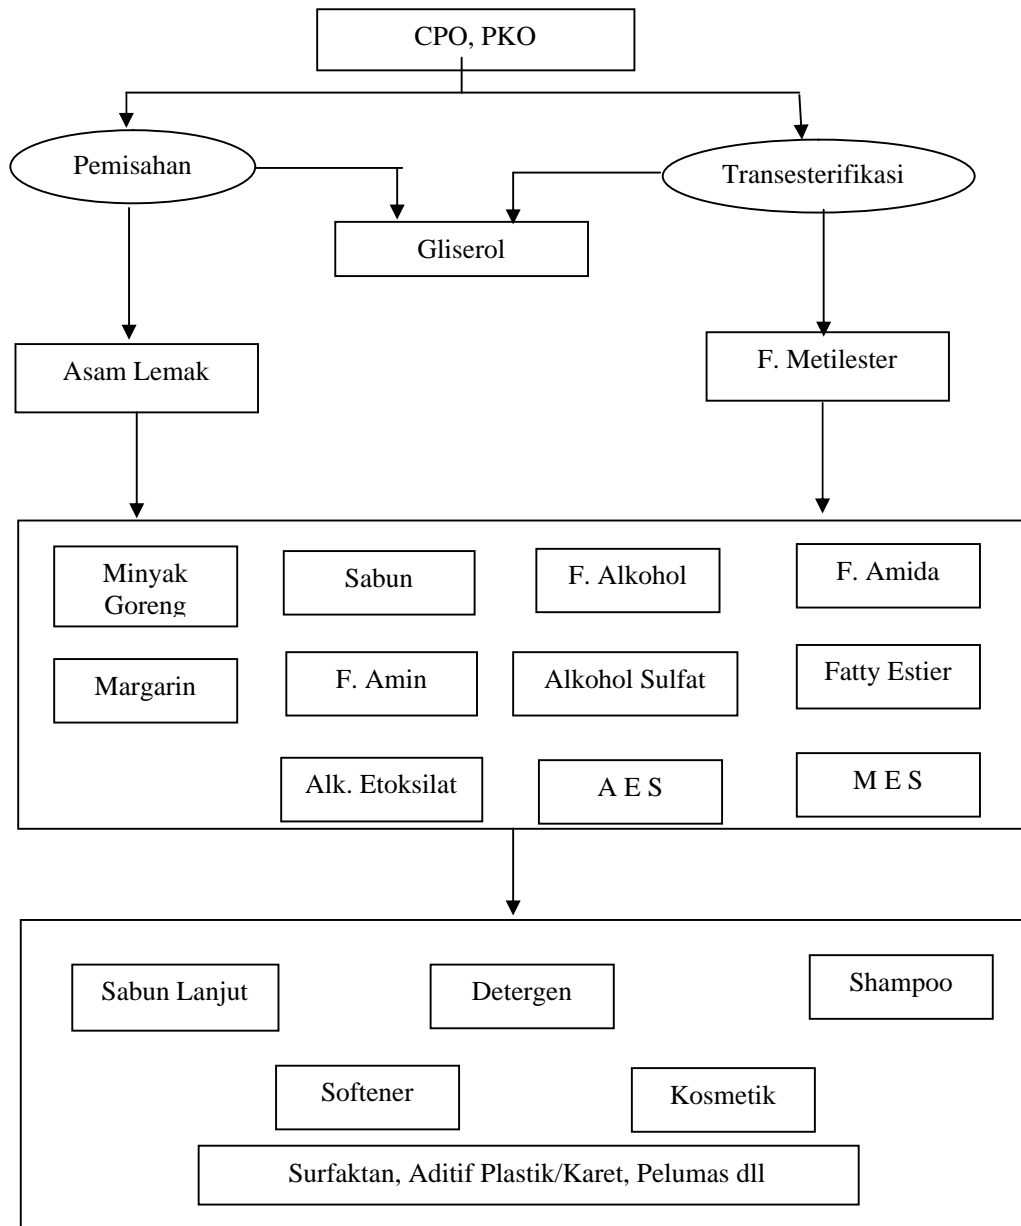 CPO, PKO
Pemisahan
Transesterifikasi
Gliserol
Asam Lemak
F. Metilester
Minyak
Goreng
Sabun
F. Alkohol
F. Amida
Margarin
F. Amin
Alkohol Sulfat
Fatty Estier
Alk. Etoksilat
A E S
M E S
Sabun Lanjut
Detergen
Shampoo
Softener
Kosmetik
Surfaktan, Aditif Plastik/Karet, Pelumas dll